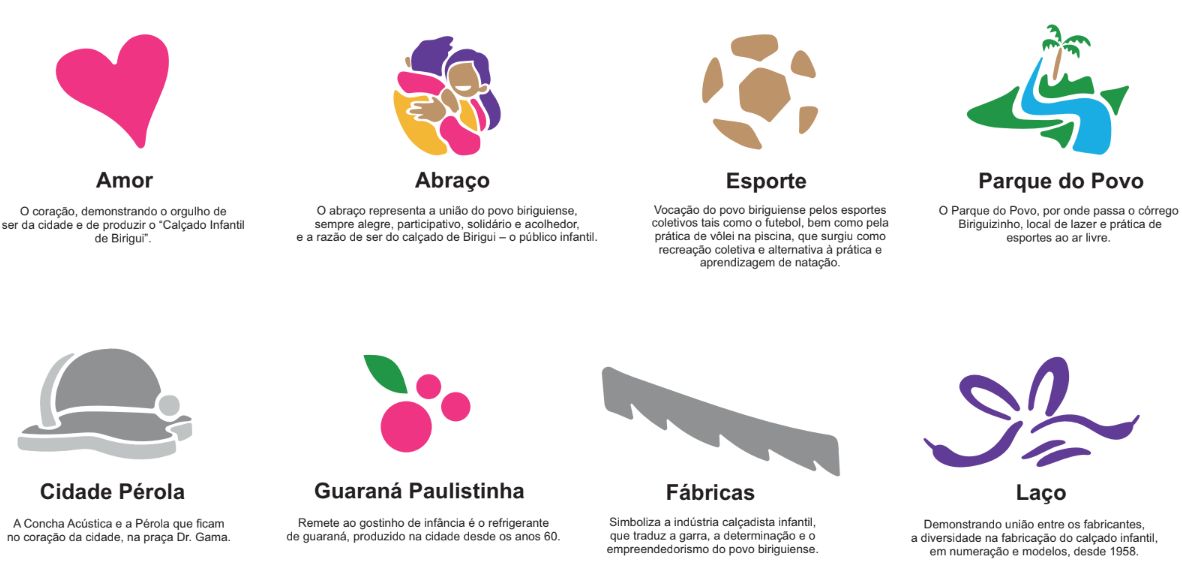 Amor
O coração, demonstrando o orgulho de
ser da cidade e de produzir o “Calçado Infantil
de Birigui”.
Abraço
O abraço representa a união do povo biriguiense,
sempre alegre, participativo, solidário e acolhedor,
e a razão de ser do calçado de Birigui – o público infantil.
Esporte
Vocação do povo biriguiense pelos esportes
coletivos tais como o futebol, bem como pela
prática de vôlei na piscina, que surgiu como
recreação coletiva e alternativa à prática e
aprendizagem de natação.
Parque do Povo
O Parque do Povo, por onde passa o córrego
Biriguizinho, local de lazer e prática de
esportes ao ar livre.
Cidade Pérola
A Concha Acústica e a Pérola que ficam
no coração da cidade, na praça Dr. Gama.
Guaraná Paulistinha
Remete ao gostinho de infância é o refrigerante
de guaraná, produzido na cidade desde os anos 60.
Fábricas
Simboliza a indústria calçadista infantil,
que traduz a garra, a determinação e o
empreendedorismo do povo biriguiense.
Laço
Demonstrando união entre os fabricantes,
a diversidade na fabricação do calçado infantil,
em numeração e modelos, desde 1958.